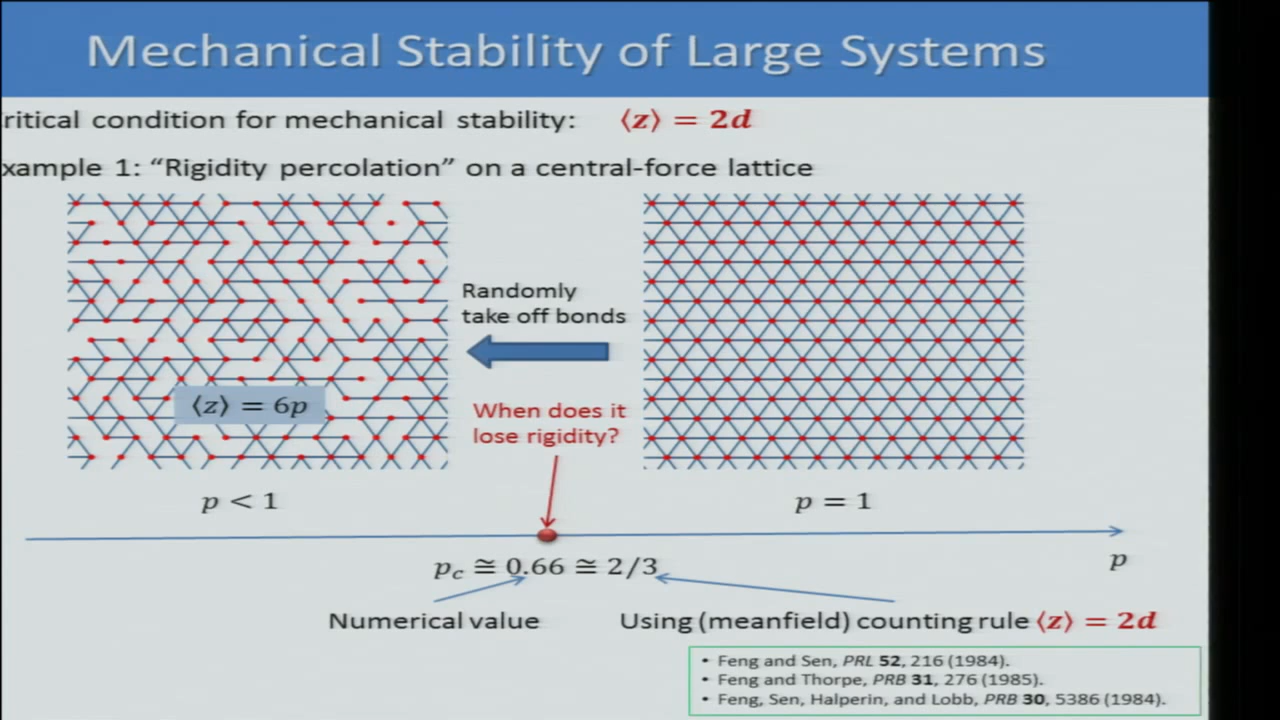 Mechanical Stability of Large Systems
ritical condition for mechanical stability: ⟨z⟩ = 2d
xample 1: “Rigidity percolation” on a central-force lattice
Randomly
take off bonds
⟨z⟩ = 6p
When does it
lose rigidity?
p < 1
p = 1
p_c ≅ 0.66 ≅ 2/3
p
Numerical value
Using (meanfield) counting rule ⟨z⟩ = 2d
• Feng and Sen, PRL 52, 216 (1984).
• Feng and Thorpe, PRB 31, 276 (1985).
• Feng, Sen, Halperin, and Lobb, PRB 30, 5386 (1984).